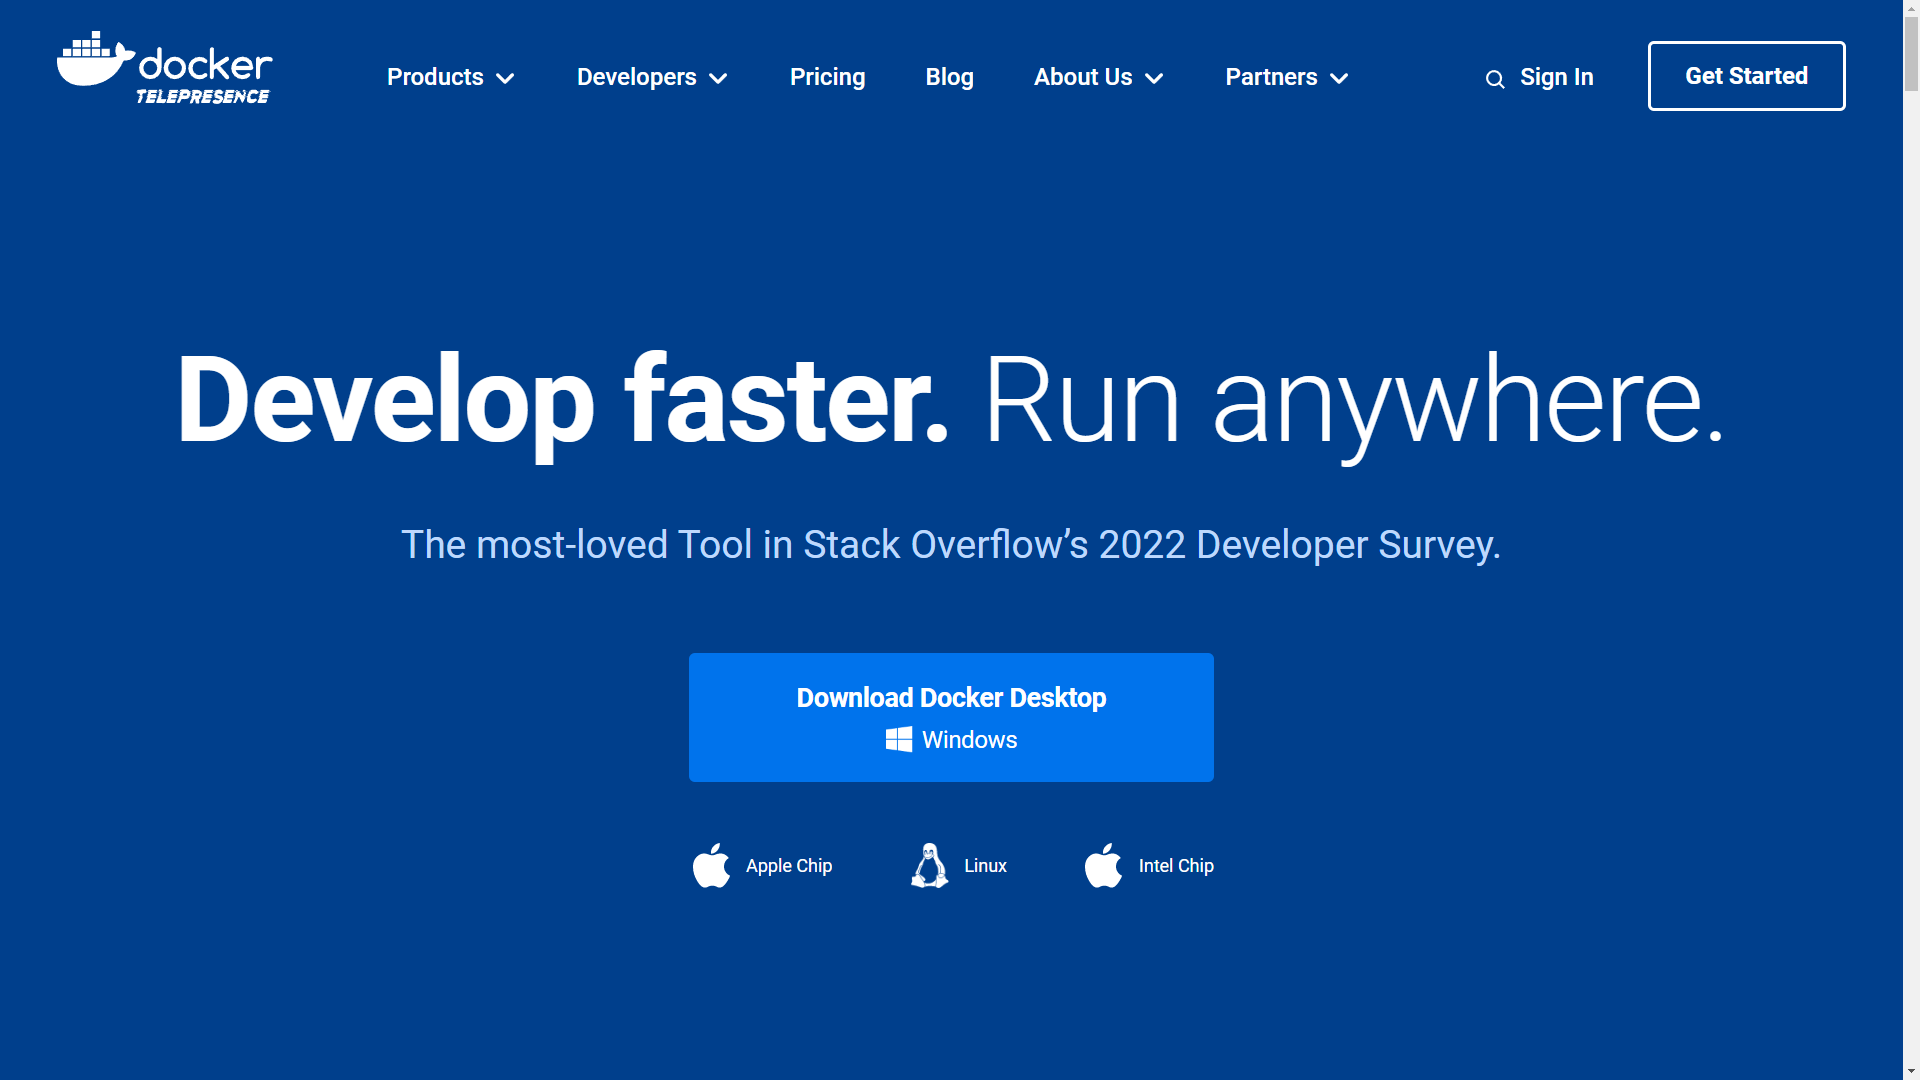 docker
TELEPRESENCE
Products
Developers
Pricing
Blog
About Us
Partners
Sign In
Get Started
Develop faster. Run anywhere.
The most-loved Tool in Stack Overflow’s 2022 Developer Survey.
Download Docker Desktop
Windows
Apple Chip
Linux
Intel Chip